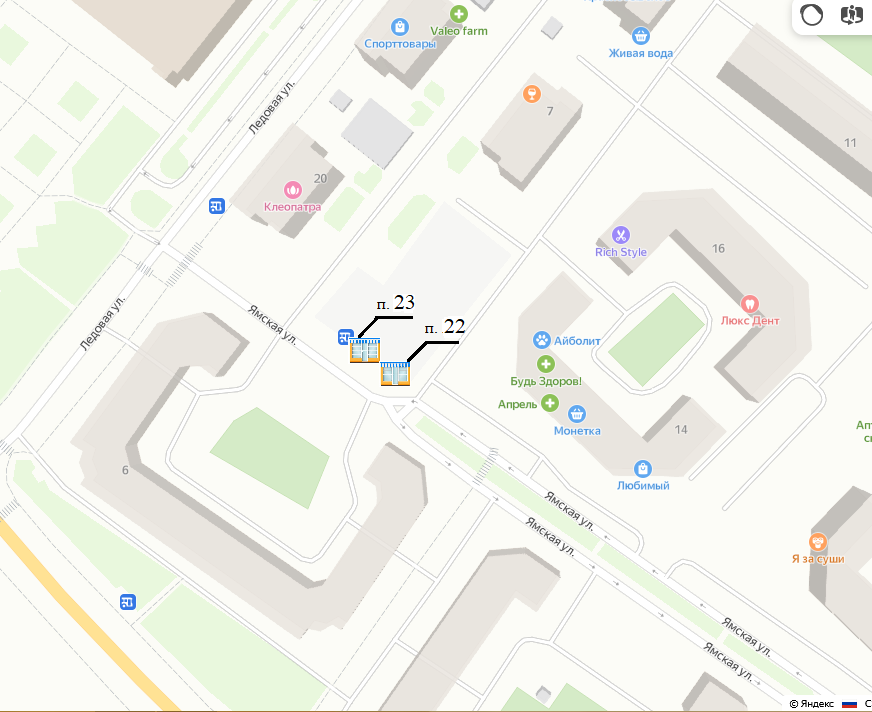 Valeo farm
Спорттовары
Живая вода
Ледовая ул.
7
11
20
Клеопатра
Rich Style
16
Ледовая ул.
Ямская ул.
п. 23
п. 22
Люкс Дент
Айболит
Будь Здоров!
Апрель
Монетка
14
Любимый
6
Ямская ул.
Ямская ул.
Я за суши
Ямская ул.
Ямская ул.
© Яндекс